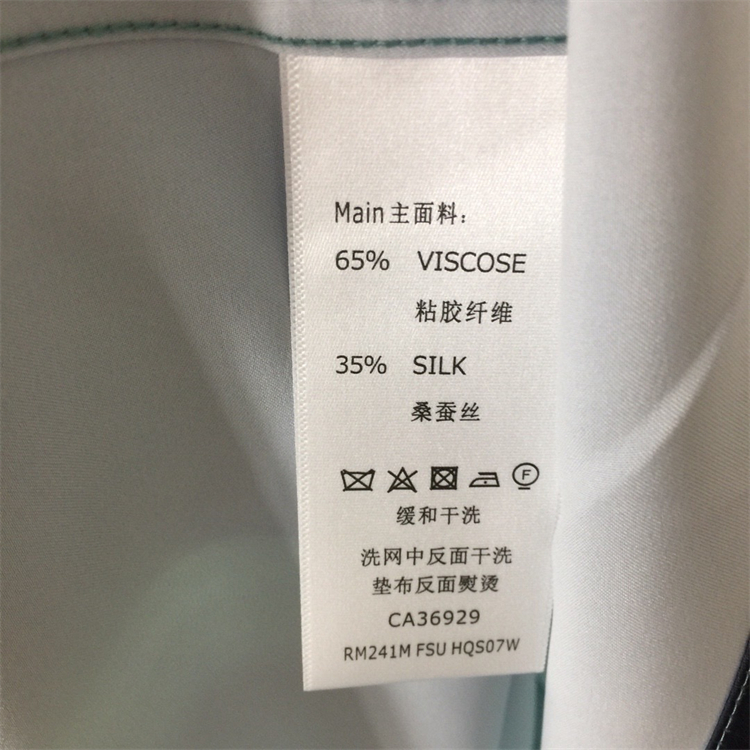 Main主面料：
65% VISCOSE
粘胶纤维
35% SILK
桑蚕丝
F
缓和干洗
洗网中反面干洗
垫布反面熨烫
CA36929
RM241M FSU HQS07W